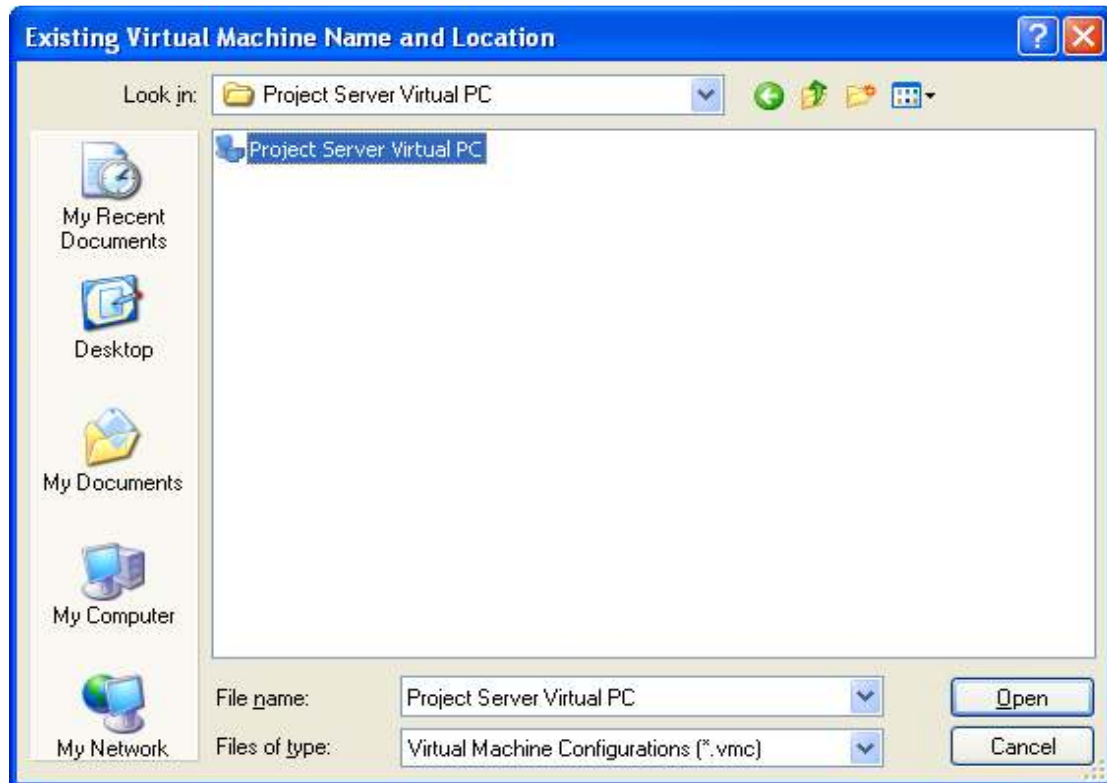 Existing Virtual Machine Name and Location
Look in:
Project Server Virtual PC
Project Server Virtual PC
My Recent
Documents
Desktop
My Documents
My Computer
My Network
File name:
Project Server Virtual PC
Open
Files of type:
Virtual Machine Configurations (*.vmc)
Cancel